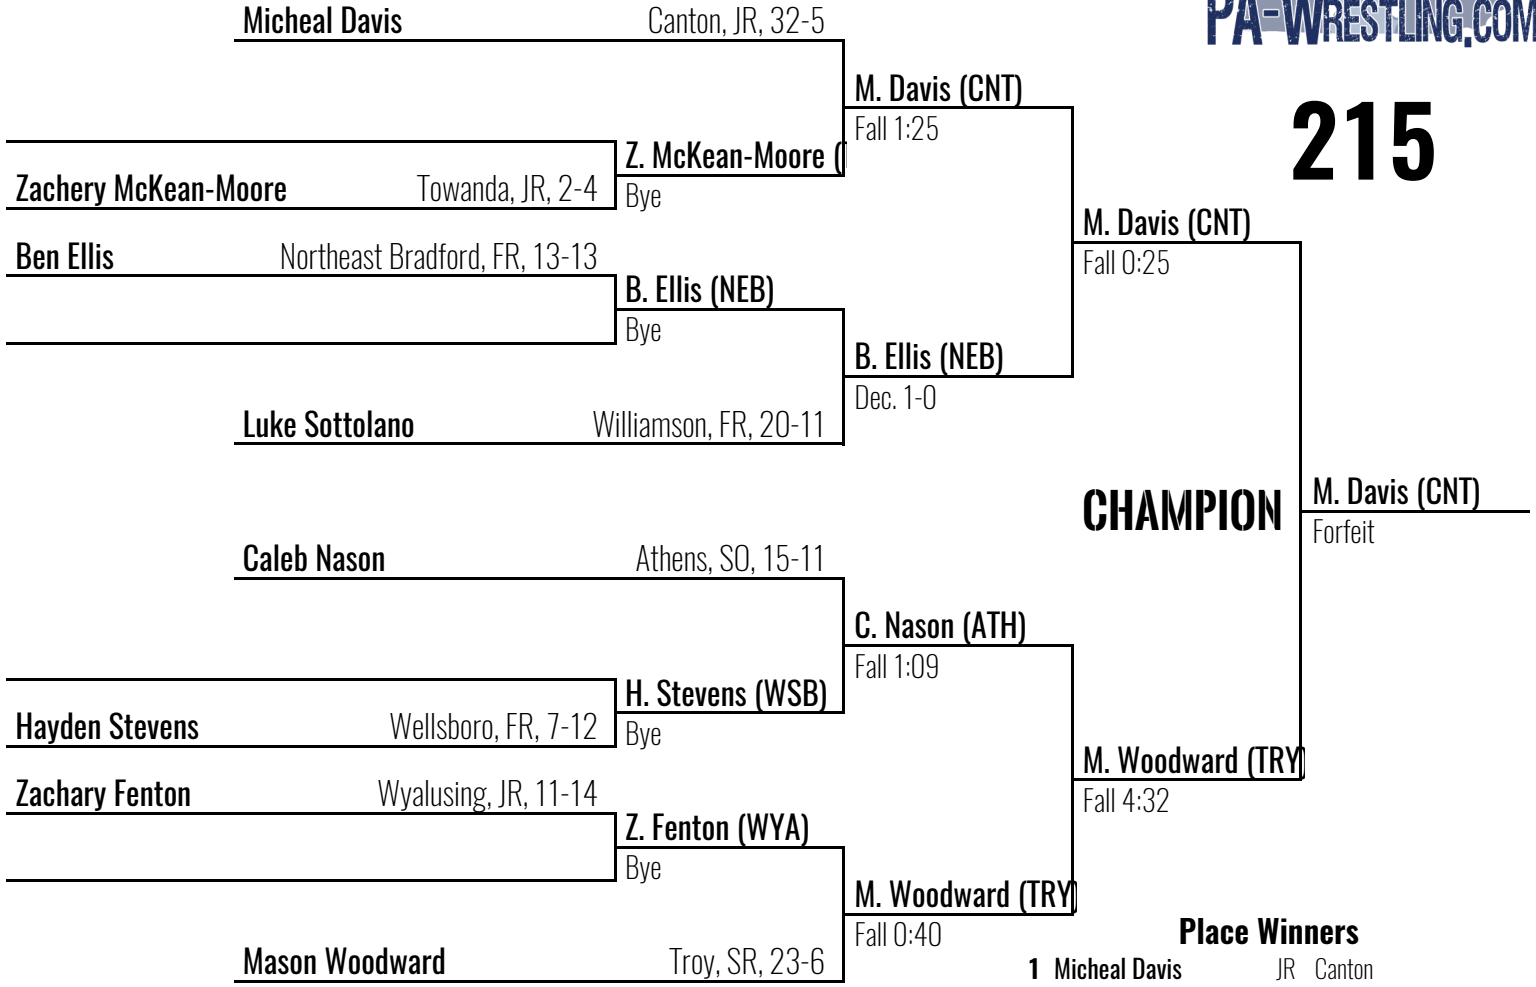 PA-WRESTLING.COM
215
Micheal Davis Canton, JR, 32-5
M. Davis (CNT)
Fall 1:25
Z. McKean-Moore (
Zachery McKean-Moore Towanda, JR, 2-4
Bye
M. Davis (CNT)
Fall 0:25
Ben Ellis Northeast Bradford, FR, 13-13
B. Ellis (NEB)
Bye
B. Ellis (NEB)
Dec. 1-0
Luke Sottolano Williamson, FR, 20-11
CHAMPION
M. Davis (CNT)
Forfeit
Caleb Nason Athens, SO, 15-11
C. Nason (ATH)
Fall 1:09
H. Stevens (WSB)
Hayden Stevens Wellsboro, FR, 7-12
Bye
M. Woodward (TRY)
Fall 4:32
Zachary Fenton Wyalusing, JR, 11-14
Z. Fenton (WYA)
Bye
M. Woodward (TRY)
Fall 0:40
Mason Woodward Troy, SR, 23-6
Place Winners
1 Micheal Davis JR Canton